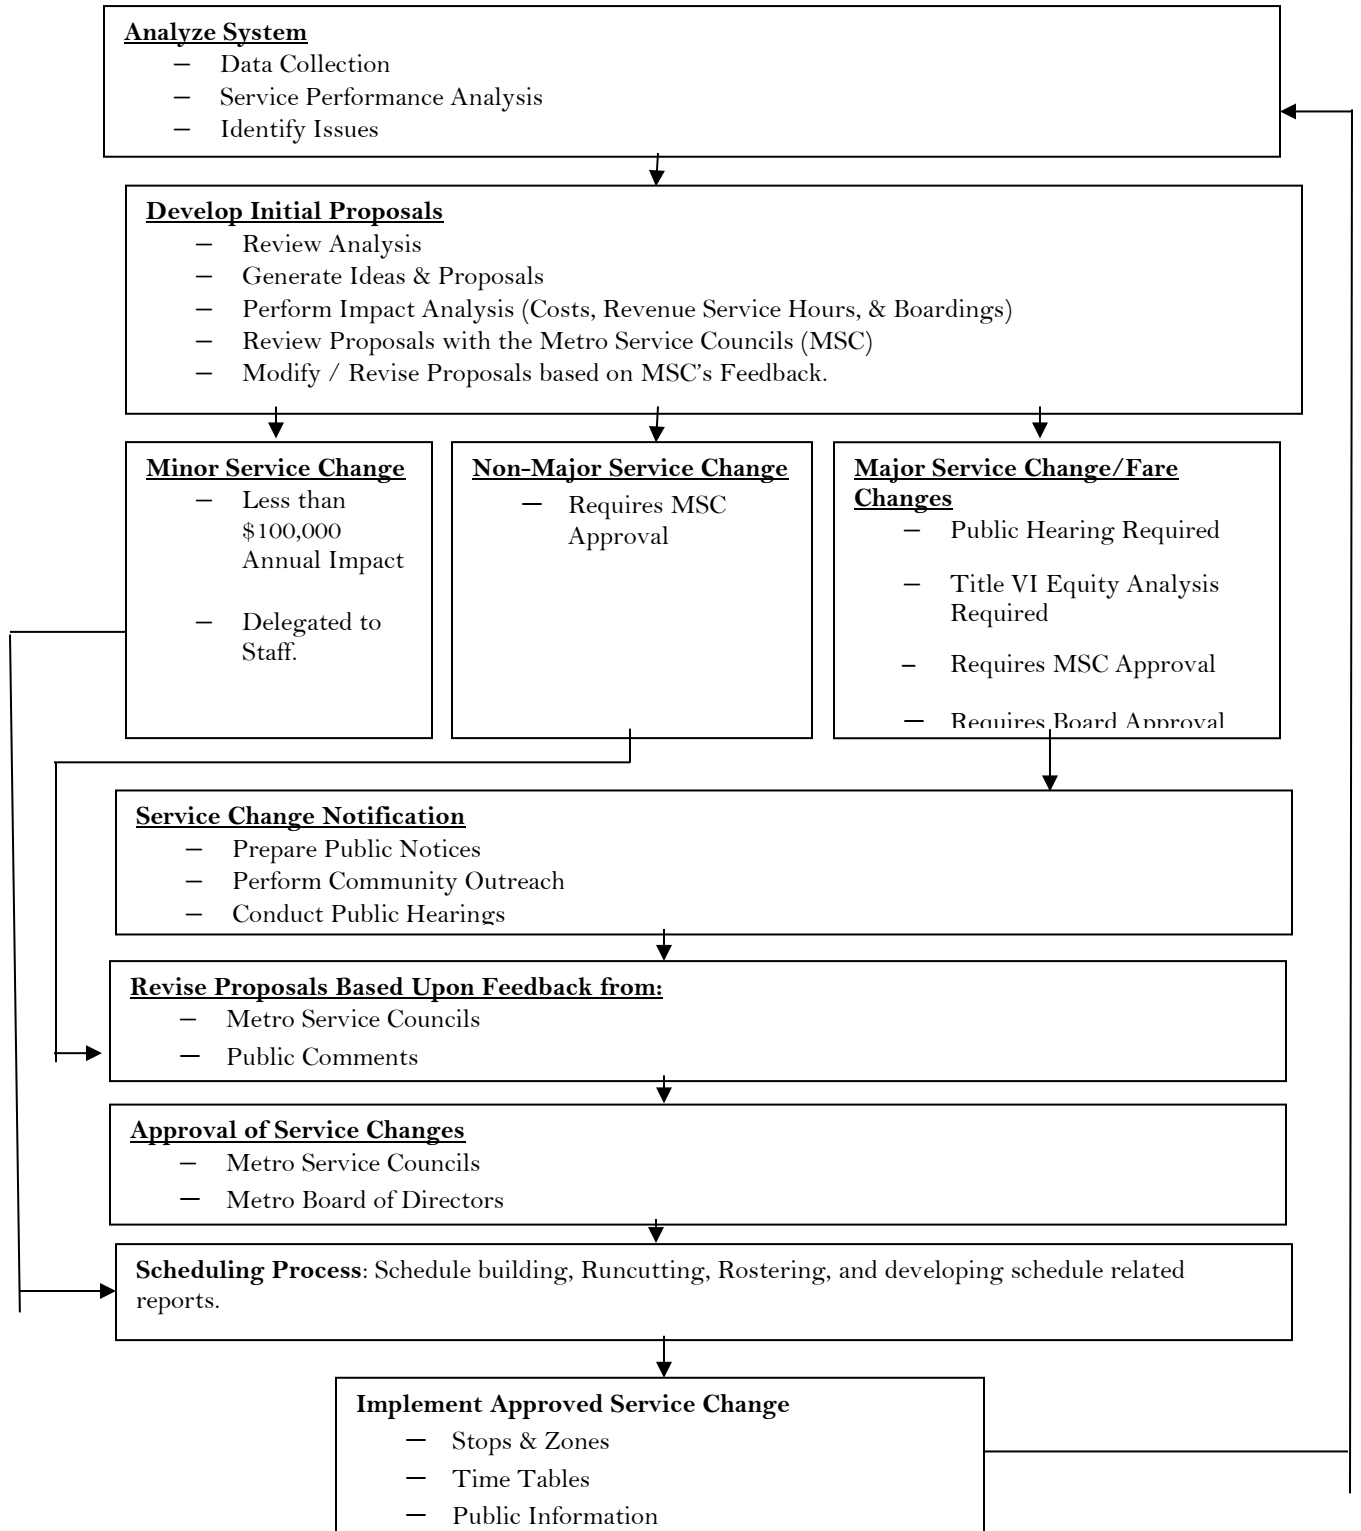 Analyze System
— Data Collection
— Service Performance Analysis
— Identify Issues
Develop Initial Proposals
— Review Analysis
— Generate Ideas & Proposals
— Perform Impact Analysis (Costs, Revenue Service Hours, & Boardings)
— Review Proposals with the Metro Service Councils (MSC)
— Modify / Revise Proposals based on MSC's Feedback.
Minor Service Change
— Less than
$100,000
Annual Impact
— Delegated to
Staff.
Non-Major Service Change
— Requires MSC
Approval
Major Service Change/Fare
Changes
— Public Hearing Required
— Title VI Equity Analysis
Required
– Requires MSC Approval
— Requires Board Approval
Service Change Notification
— Prepare Public Notices
— Perform Community Outreach
— Conduct Public Hearings
Revise Proposals Based Upon Feedback from:
— Metro Service Councils
— Public Comments
Approval of Service Changes
— Metro Service Councils
— Metro Board of Directors
Scheduling Process: Schedule building, Runcutting, Rostering, and developing schedule related
reports.
Implement Approved Service Change
— Stops & Zones
— Time Tables
— Public Information